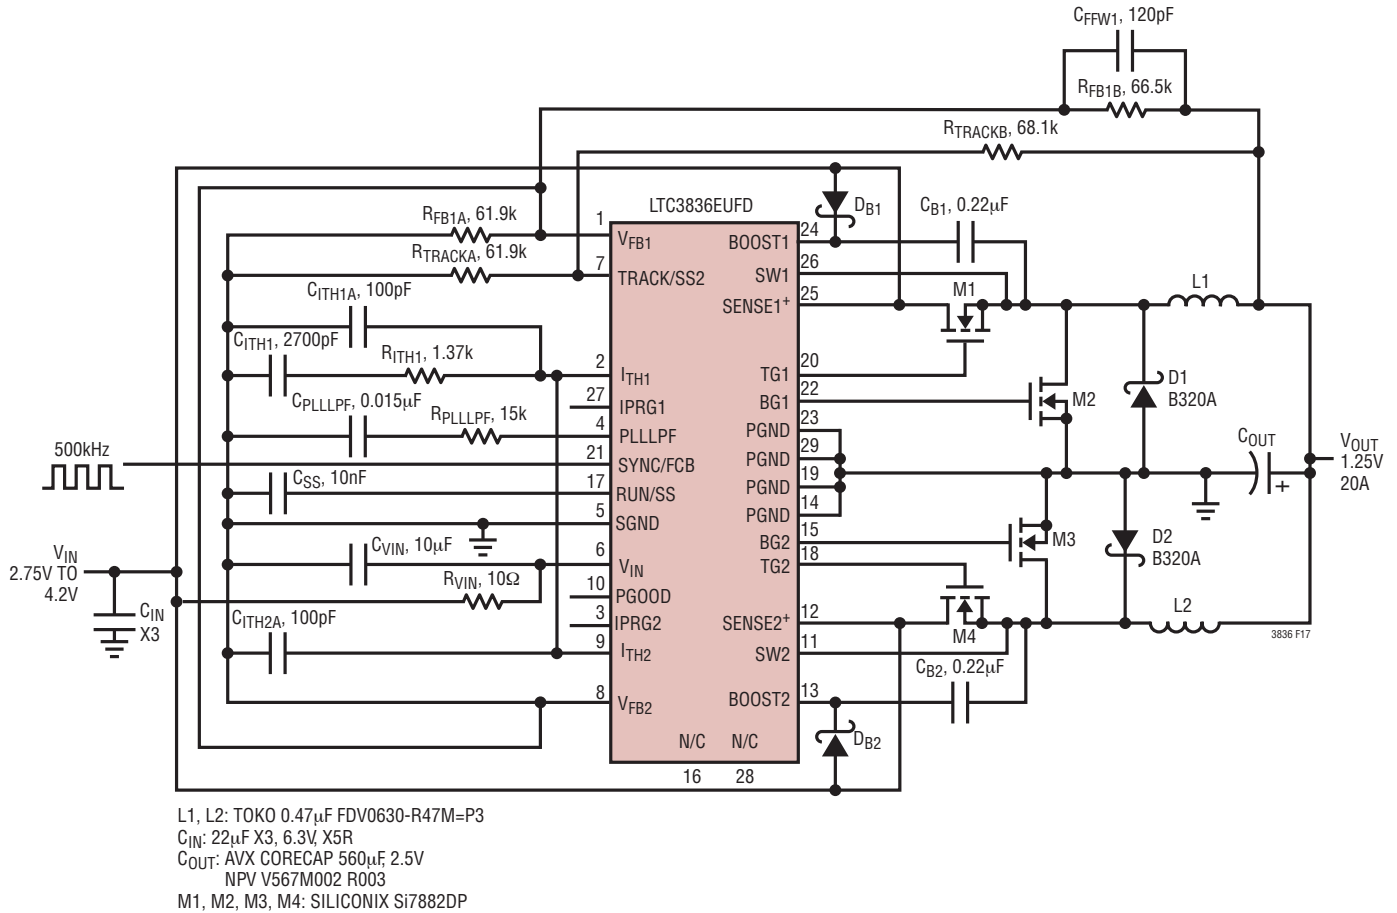 CFFW1, 120pF
RFB1B, 66.5k
RTRACKB, 68.1k
LTC3836EUFD
DB1
CB1, 0.22µF
RFB1A, 61.9k
RTRACKA, 61.9k
CITH1A, 100pF
CITH1, 2700pF
RITH1, 1.37k
CPLLLPF, 0.015µF
RPLLLPF, 15k
500kHz
CSS, 10nF
VIN
2.75V TO
4.2V
CIN
X3
CVIN, 10µF
RVIN, 10Ω
CITH2A, 100pF
1 VFB1
7 TRACK/SS2
2 ITH1
27 IPRG1
4 PLLLPF
21 SYNC/FCB
17 RUN/SS
5 SGND
6 VIN
10 PGOOD
3 IPRG2
9 ITH2
8 VFB2
BOOST1 24
SW1 26
SENSE1+ 25
TG1 20
BG1 22
PGND 23
PGND 29
PGND 19
PGND 14
BG2 15
TG2 18
SENSE2+ 12
SW2 11
BOOST2 13
N/C N/C
16 28
M1
L1
M2
D1
B320A
COUT
+
VOUT
1.25V
20A
M3
D2
B320A
M4
L2
CB2, 0.22µF
DB2
3836 F17
L1, L2: TOKO 0.47µF FDV0630-R47M=P3
CIN: 22µF X3, 6.3V, X5R
COUT: AVX CORECAP 560µF, 2.5V
NPV V567M002 R003
M1, M2, M3, M4: SILICONIX Si7882DP